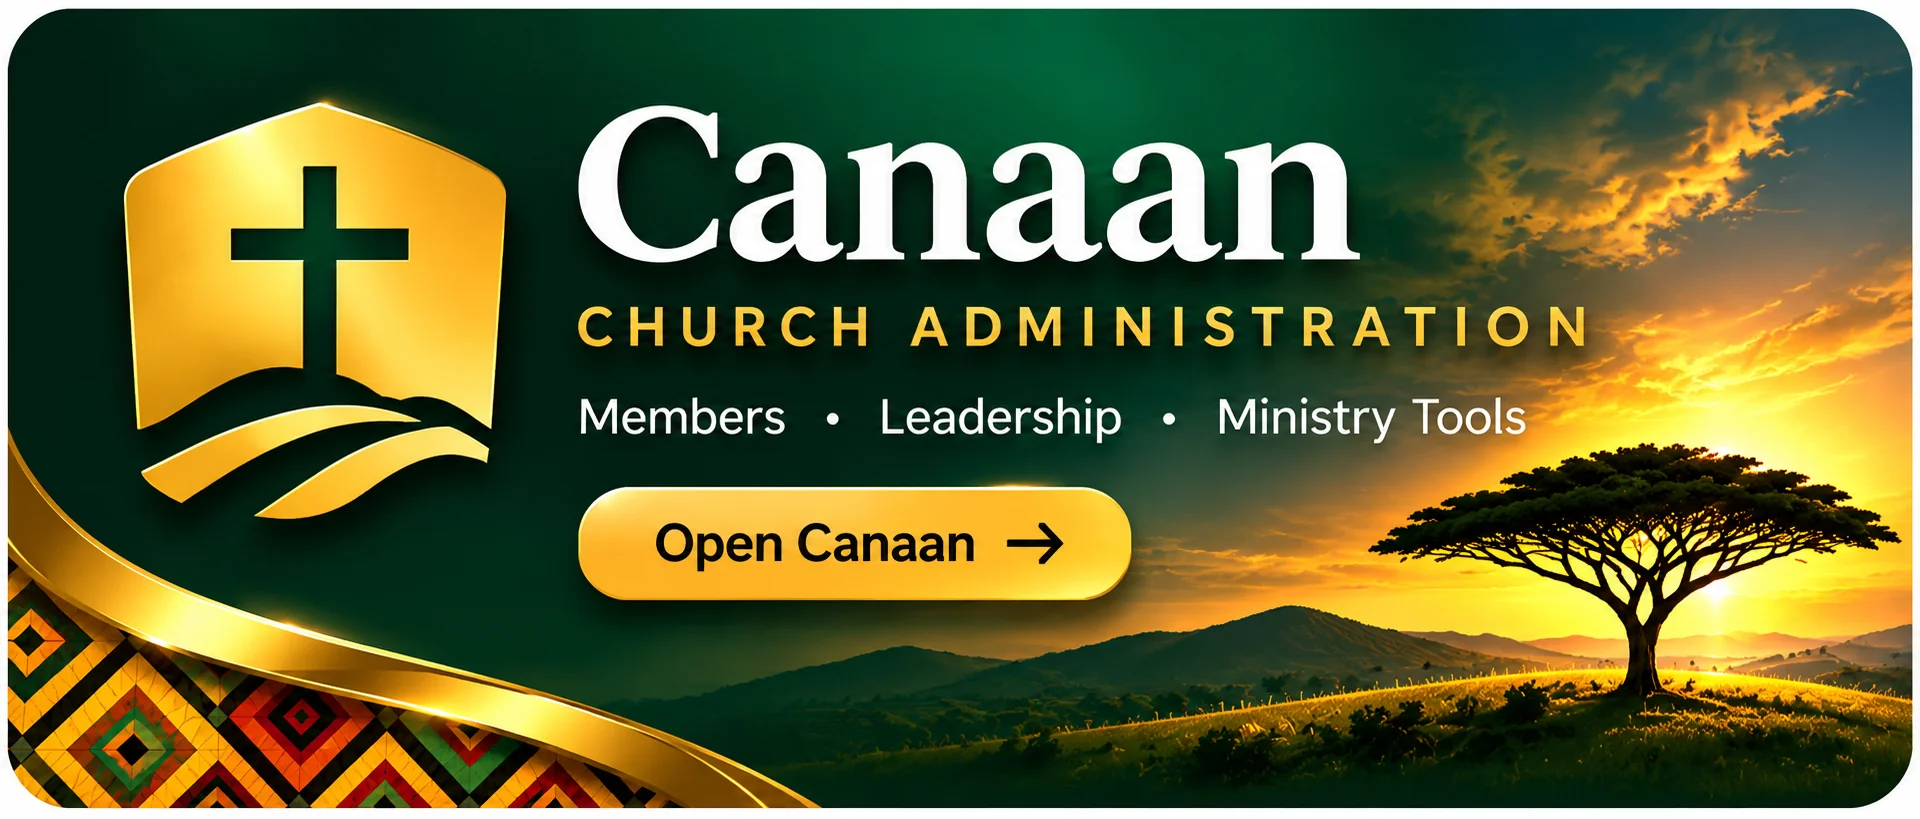 Canaan
CHURCH ADMINISTRATION
Members • Leadership • Ministry Tools
Open Canaan →